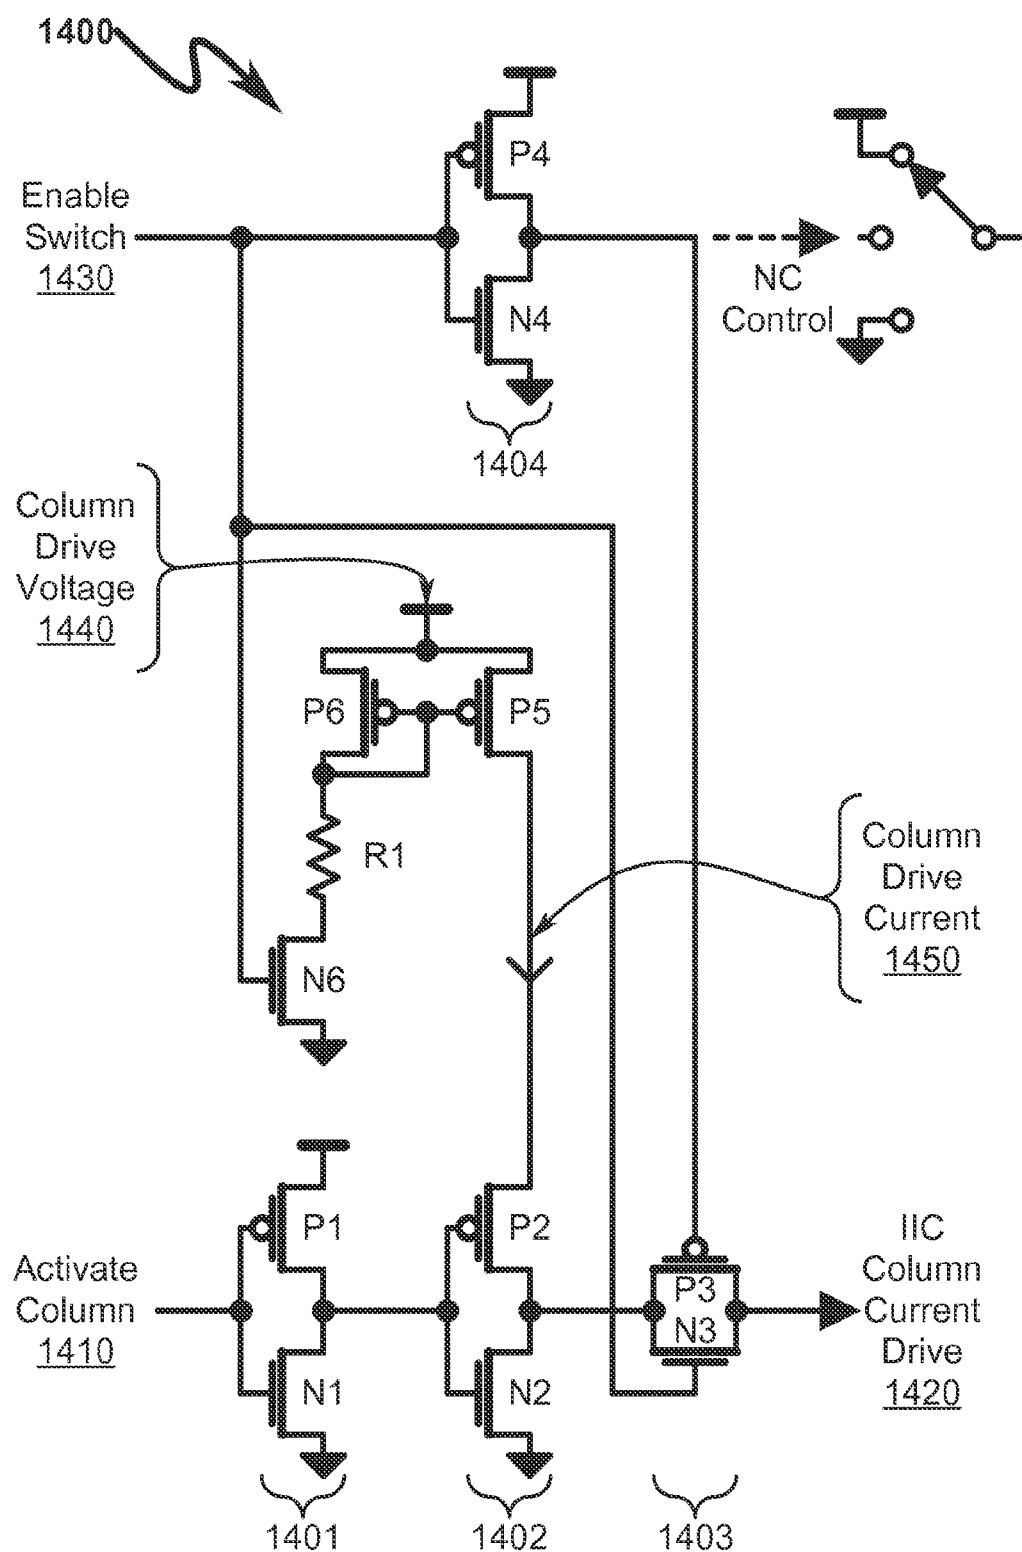 1400
P4
Enable
Switch
1430
NC
Control
N4
1404
Column
Drive
Voltage
1440
P6
P5
R1
Column
Drive
Current
1450
N6
P1
P2
Activate
Column
1410
P3
N3
IIC
Column
Current
Drive
1420
N1
N2
1401
1402
1403